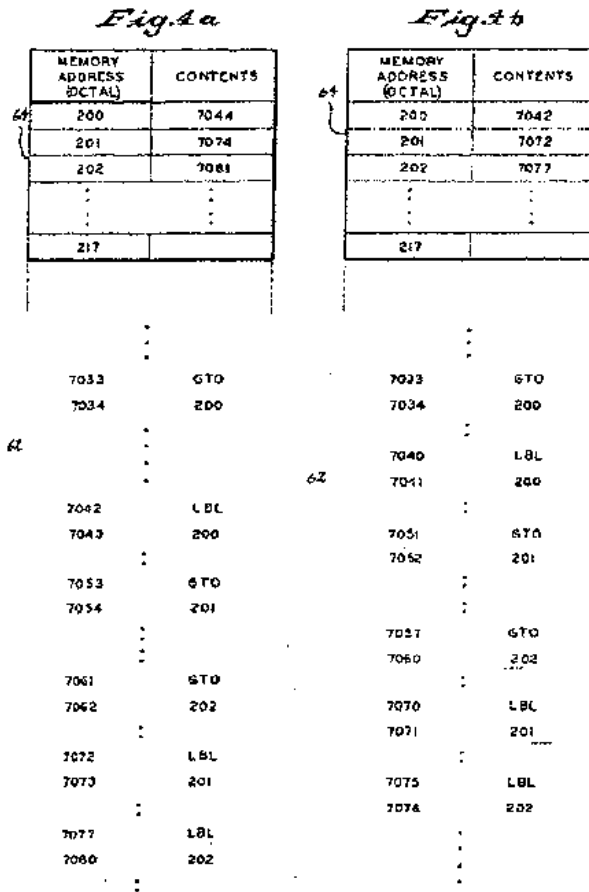 Fig. 4a
MEMORY ADDRESS (OCTAL) CONTENTS
64
200 7044
201 7074
202 7081
217
7033 GTO
7034 200
62
7042 LBL
7043 200
7053 GTO
7054 201
7061 GTO
7062 202
7072 LBL
7073 201
7077 LBL
7080 202
Fig. 4b
MEMORY ADDRESS (OCTAL) CONTENTS
64
200 7042
201 7072
202 7077
217
7033 GTO
7034 200
7040 LBL
62
7041 200
7051 GTO
7052 201
7057 GTO
7060 202
7070 LBL
7071 201
7075 LBL
7076 202